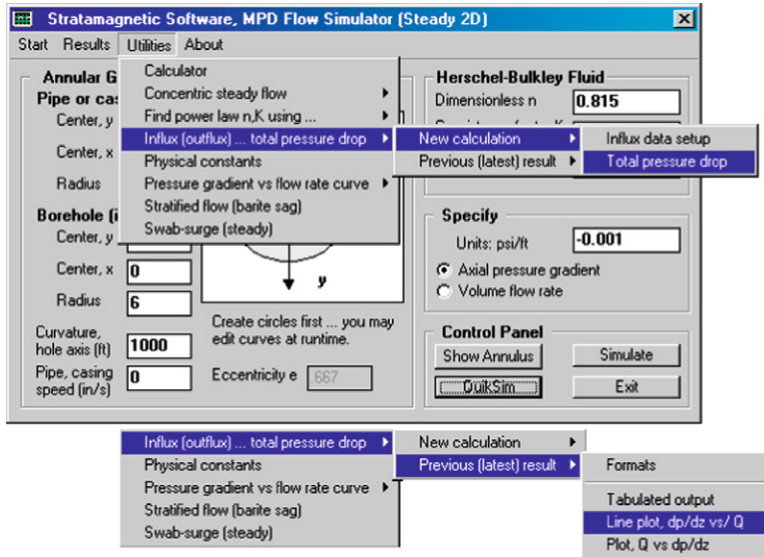 Stratamagnetic Software, MPD Flow Simulator (Steady 2D)
Start Results Utilities About
Annular G
Pipe or cas
Center, y
Center, x
Radius
Borehole (i
Center, y
Center, x 0
Radius 6
Curvature, hole axis (ft) 1000
Pipe, casing speed (in/s) 0
Calculator
Concentric steady flow
Find power law n,K using ...
Influx (outflux) ... total pressure drop
Physical constants
Pressure gradient vs flow rate curve
Stratified flow (barite sag)
Swab-surge (steady)
New calculation
Previous (latest) result
Influx data setup
Total pressure drop
y
Create circles first ... you may
edit curves at runtime.
Eccentricity e .667
Herschel-Bulkley Fluid
Dimensionless n 0.815
Specify
Units: psi/ft -0.001
Axial pressure gradient
Volume flow rate
Control Panel
Show Annulus Simulate
QuikSim Exit
Influx (outflux) ... total pressure drop
Physical constants
Pressure gradient vs flow rate curve
Stratified flow (barite sag)
Swab-surge (steady)
New calculation
Previous (latest) result
Formats
Tabulated output
Line plot, dp/dz vs/ Q
Plot, Q vs dp/dz